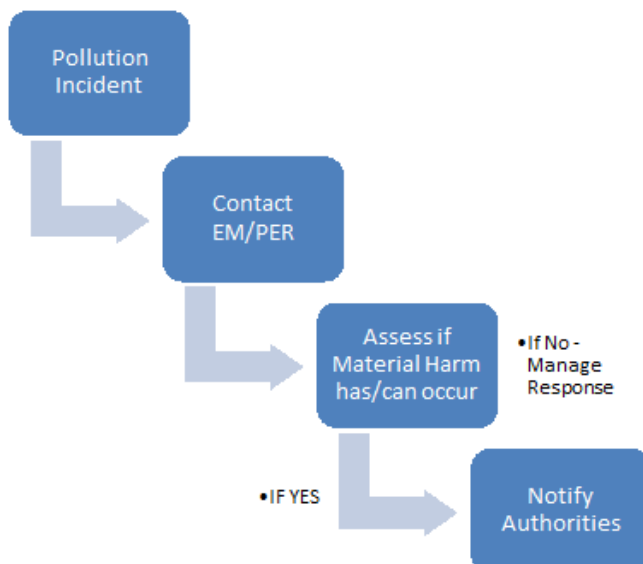 Pollution
Incident
Contact
EM/PER
Assess if
Material Harm
has/can occur
•If No -
Manage
Response
•IF YES
Notify
Authorities